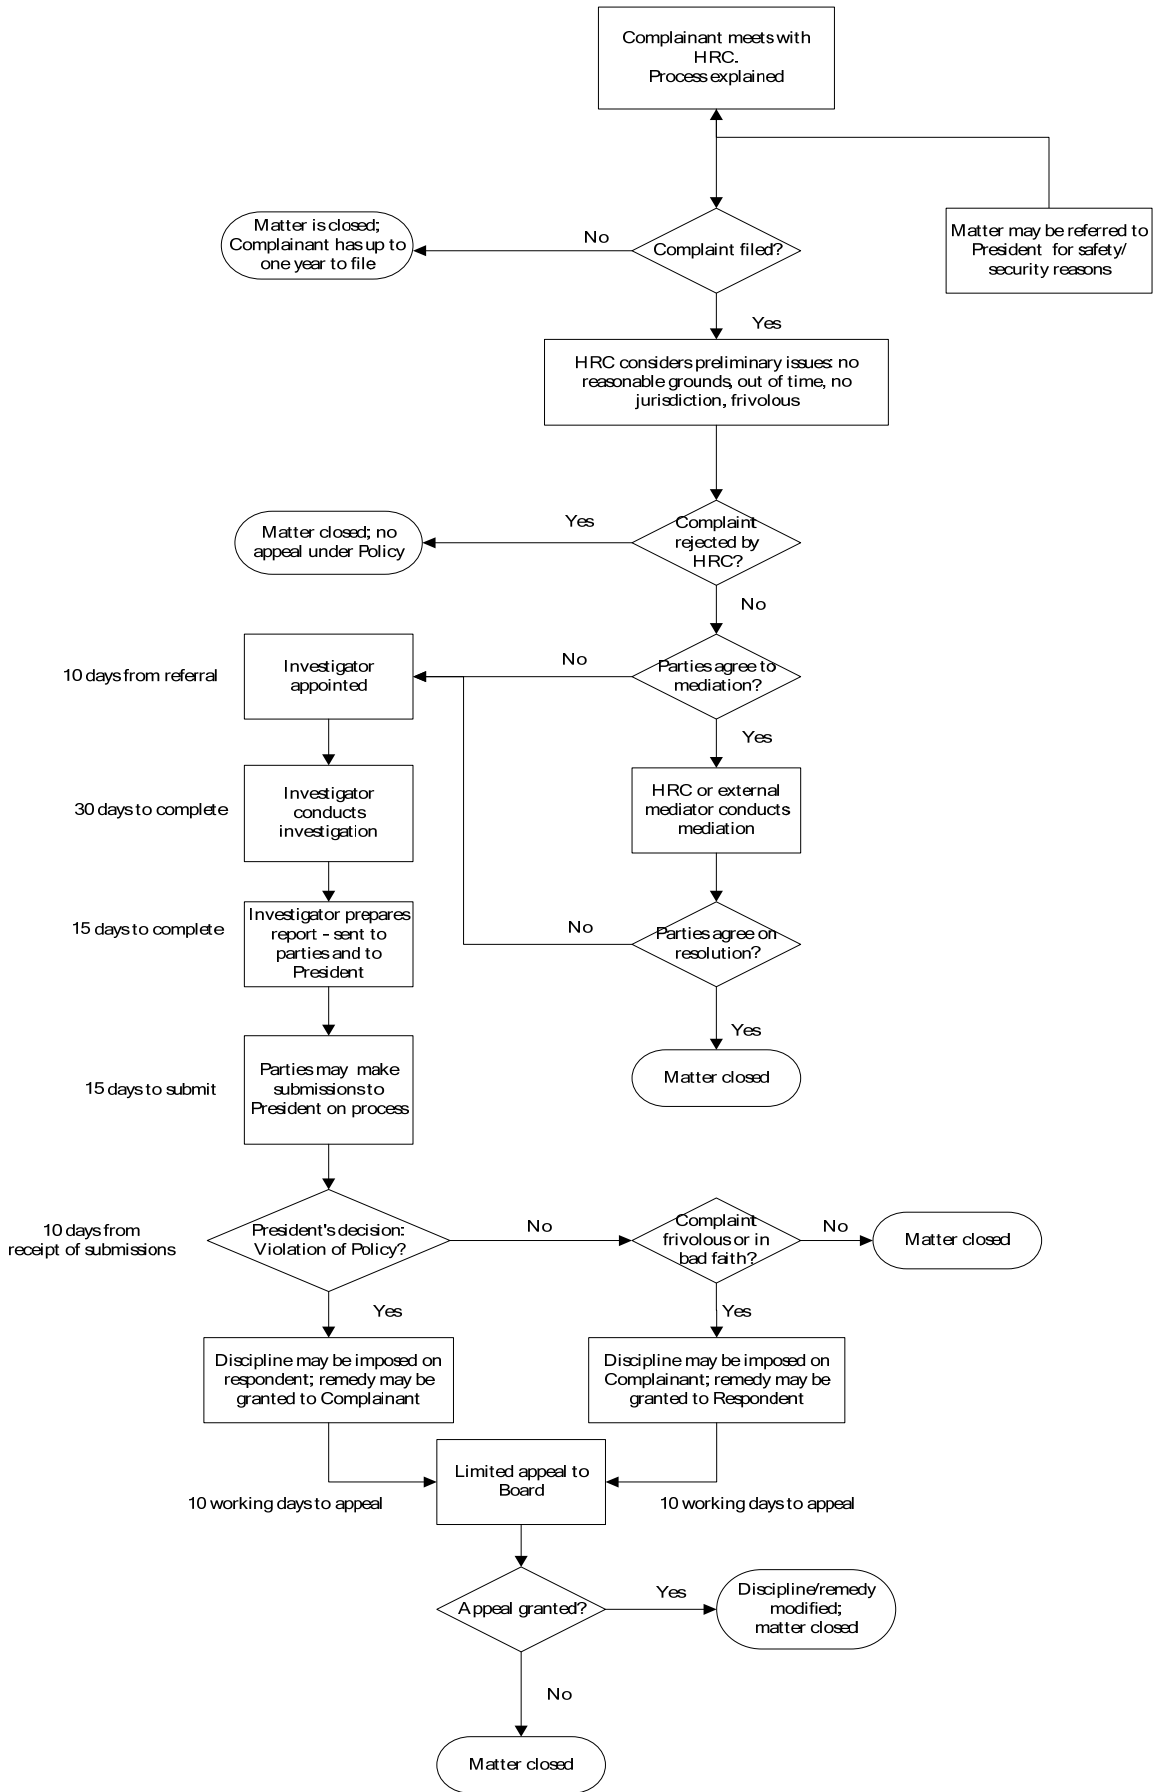 Complainant meets with
HRC.
Process explained
Matter is closed;
Complainant has up to
one year to file
No
Complaint filed?
Matter may be referred to
President for safety/
security reasons
Yes
HRC considers preliminary issues: no
reasonable grounds, out of time, no
jurisdiction, frivolous
Matter closed; no
appeal under Policy
Yes
Complaint
rejected by
HRC?
No
10 days from referral
Investigator
appointed
No
Parties agree to
mediation?
Yes
30 days to complete
Investigator
conducts
investigation
HRC or external
mediator conducts
mediation
15 days to complete
Investigator prepares
report - sent to
parties and to
President
No
Parties agree on
resolution?
Yes
15 days to submit
Parties may make
submissions to
President on process
Matter closed
10 days from
receipt of submissions
President's decision:
Violation of Policy?
No
Complaint
frivolous or in
bad faith?
No
Matter closed
Yes
Yes
Discipline may be imposed on
respondent; remedy may be
granted to Complainant
Discipline may be imposed on
Complainant; remedy may be
granted to Respondent
Limited appeal to
Board
10 working days to appeal
10 working days to appeal
Appeal granted?
Yes
Discipline/remedy
modified;
matter closed
No
Matter closed